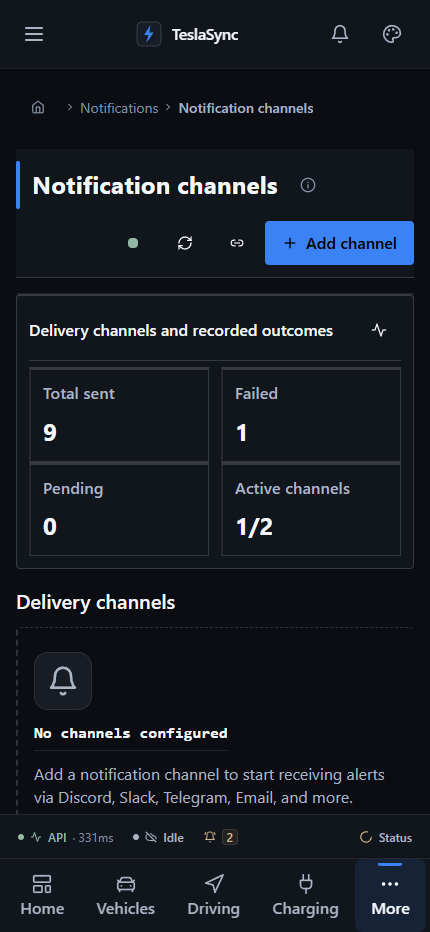 TeslaSync
Notifications
Notification channels
Notification channels
Add channel
Delivery channels and recorded outcomes
Total sent
9
Failed
1
Pending
0
Active channels
1/2
Delivery channels
No channels configured
Add a notification channel to start receiving alerts
via Discord, Slack, Telegram, Email, and more.
API · 331ms
Idle
2
Status
Home
Vehicles
Driving
Charging
More